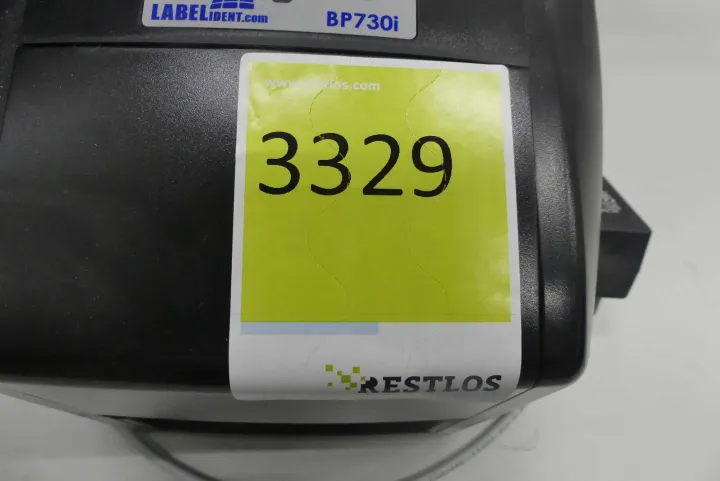 LABELIDENT.com BP730i
www.restlos.com
3329
RESTLOS